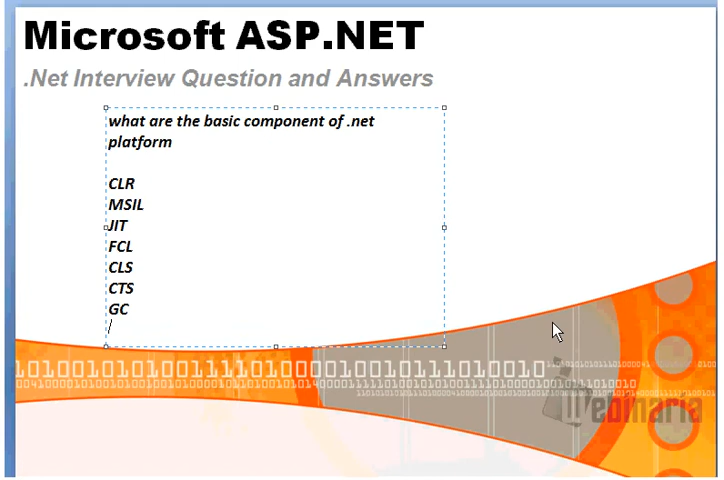 Microsoft ASP.NET
.Net Interview Question and Answers
what are the basic component of .net
platform
CLR
MSIL
JIT
FCL
CLS
CTS
GC